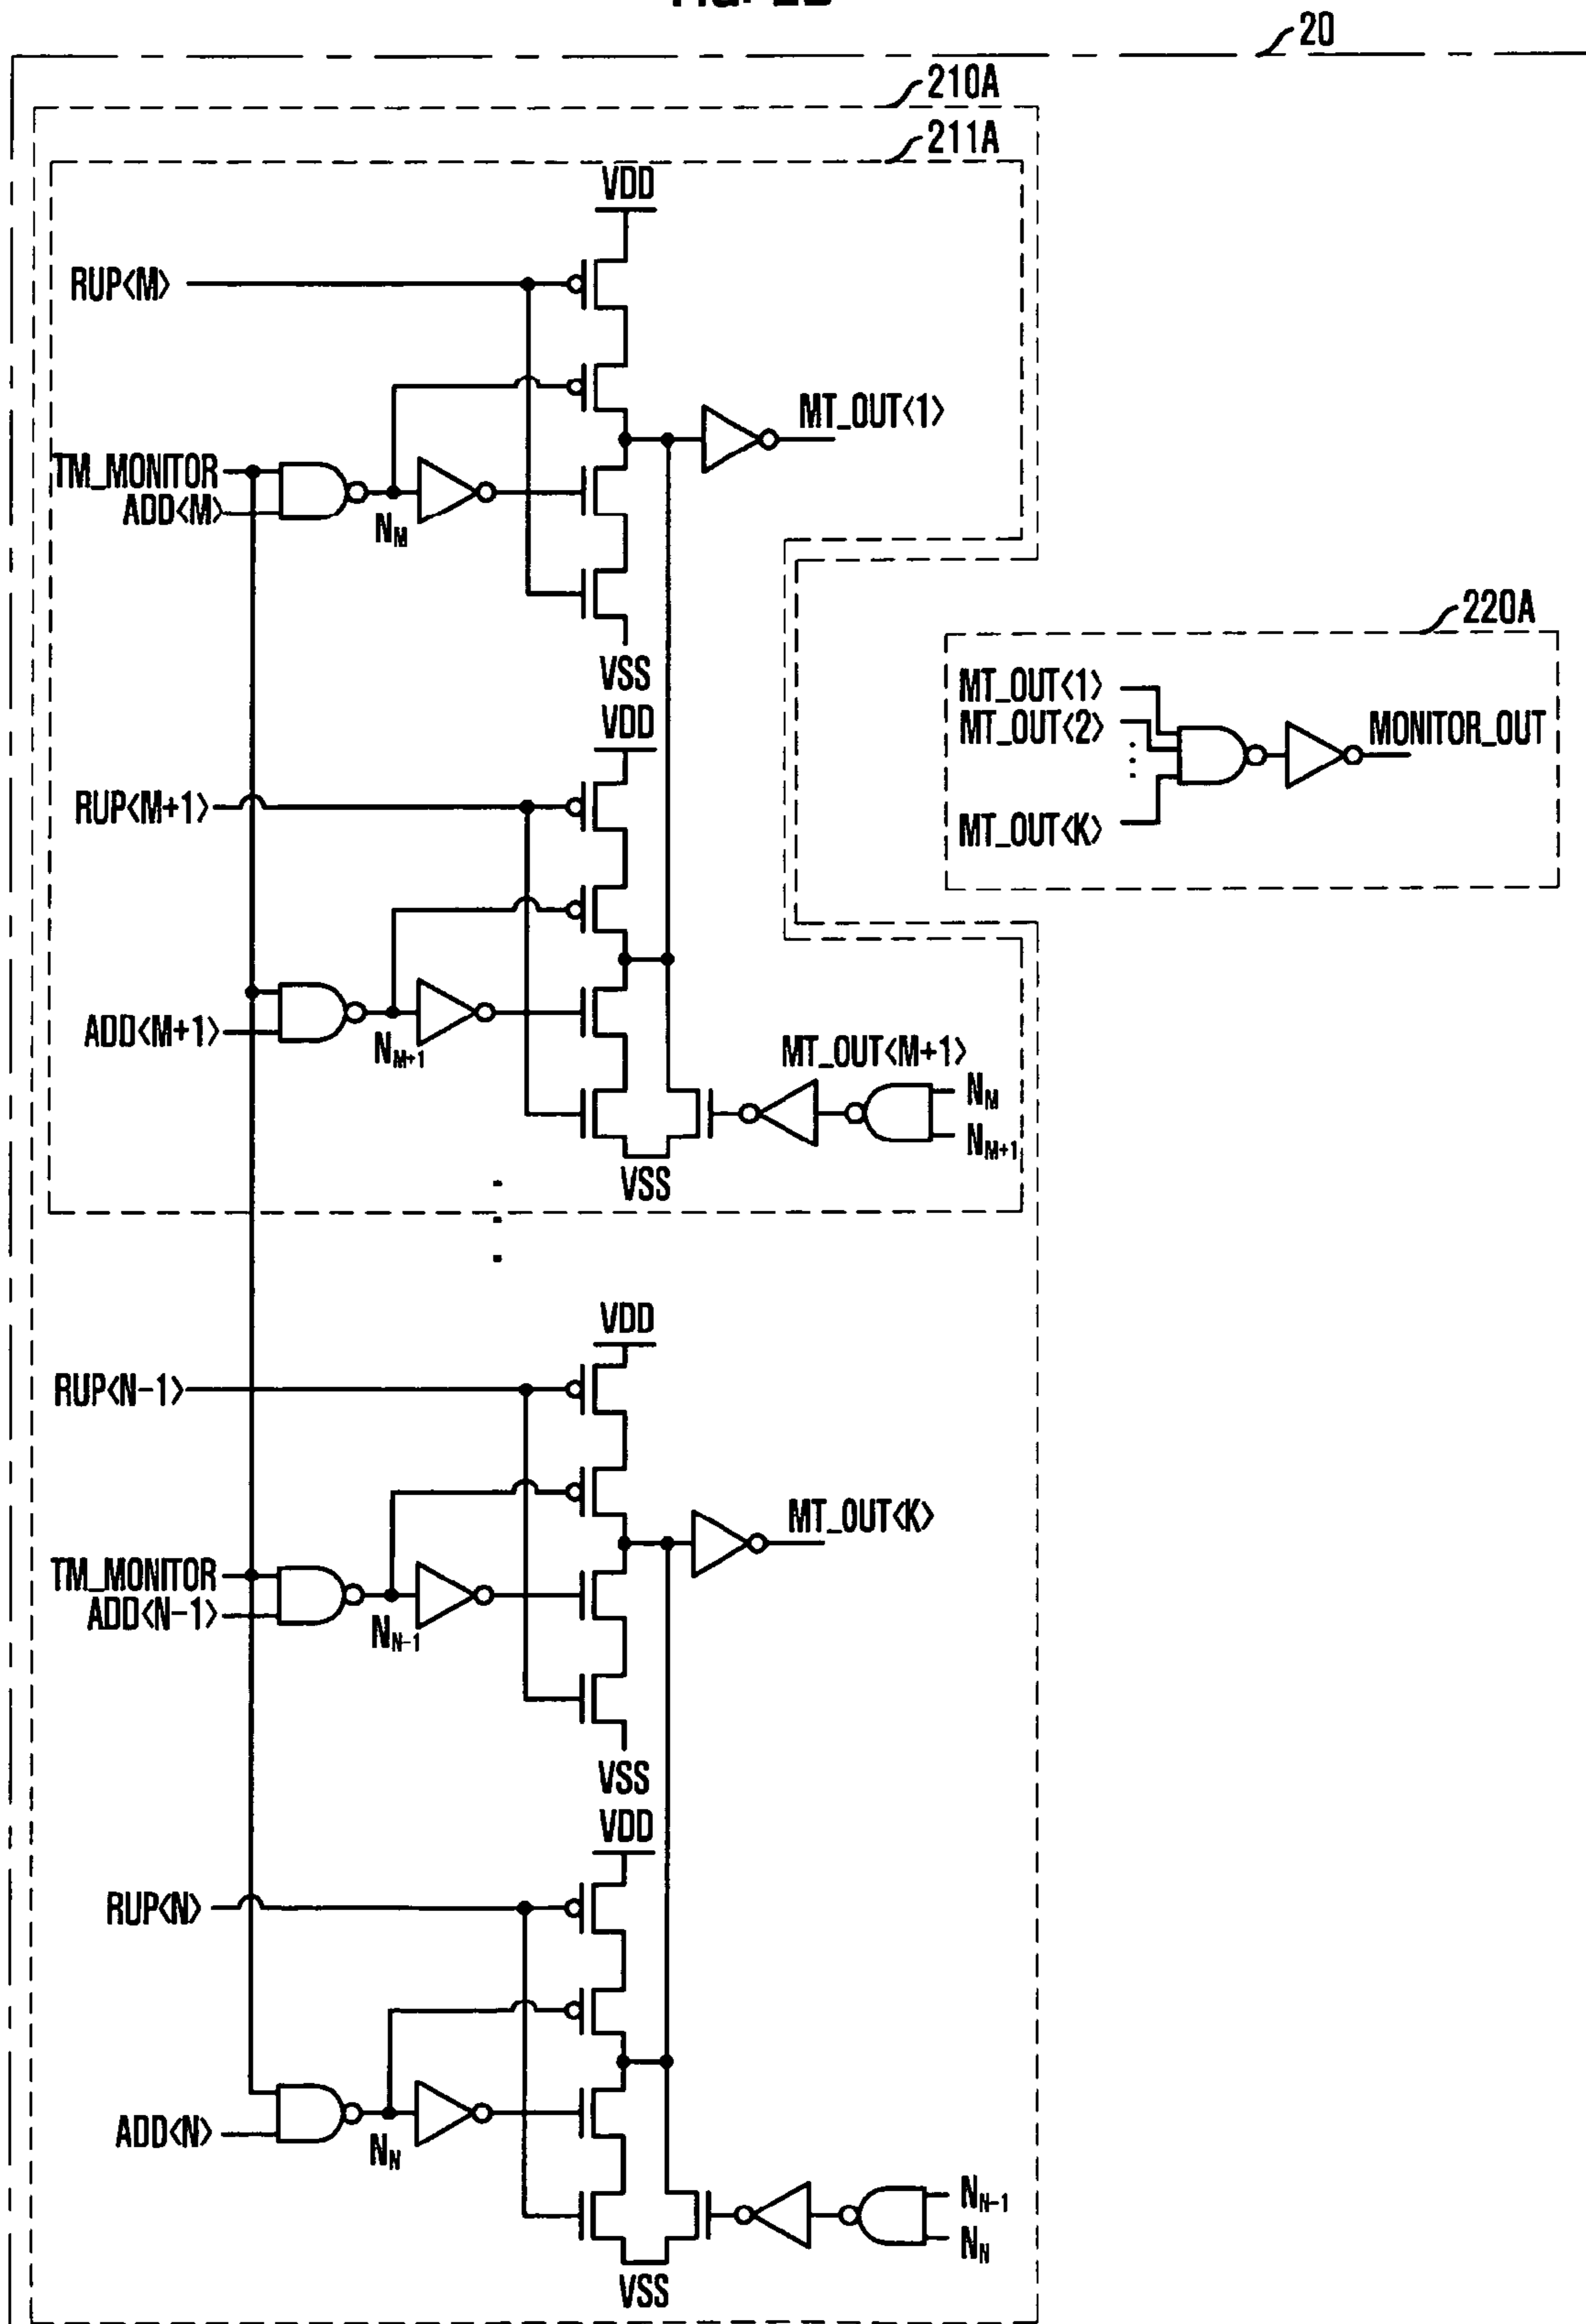 20
210A
211A
VDD
RUP<M>
MT_OUT<1>
TM_MONITOR
ADD<M>
N_M
VSS
220A
MT_OUT<1>
MT_OUT<2>
MONITOR_OUT
MT_OUT<K>
VDD
RUP<M+1>
ADD<M+1>
N_M+1
MT_OUT<M+1>
N_M
N_M+1
VSS
VDD
RUP<N-1>
MT_OUT<K>
TM_MONITOR
ADD<N-1>
N_N-1
VSS
VDD
RUP<N>
ADD<N>
N_N
N_N-1
N_N
VSS